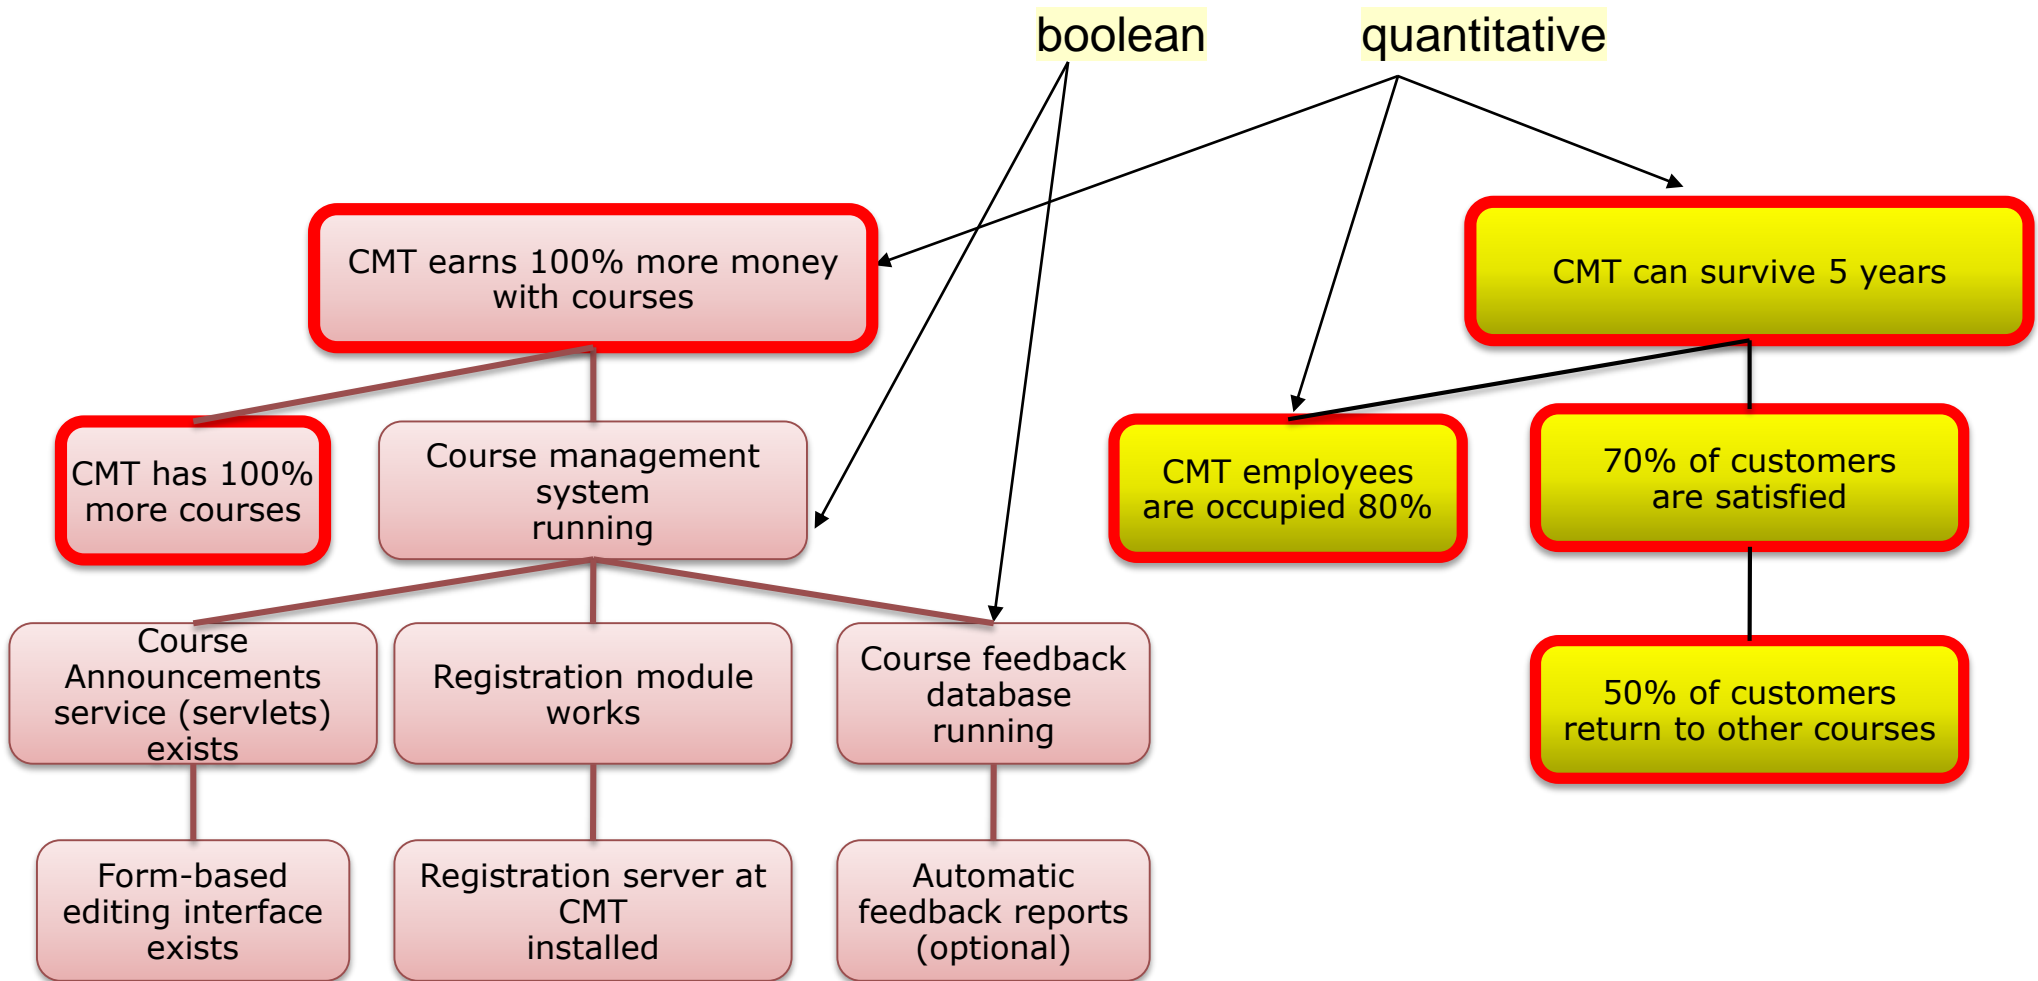 boolean
quantitative
CMT earns 100% more money
with courses
CMT can survive 5 years
CMT has 100%
more courses
Course management
system
running
CMT employees
are occupied 80%
70% of customers
are satisfied
Course
Announcements
service (servlets)
exists
Registration module
works
Course feedback
database
running
50% of customers
return to other courses
Form-based
editing interface
exists
Registration server at
CMT
installed
Automatic
feedback reports
(optional)